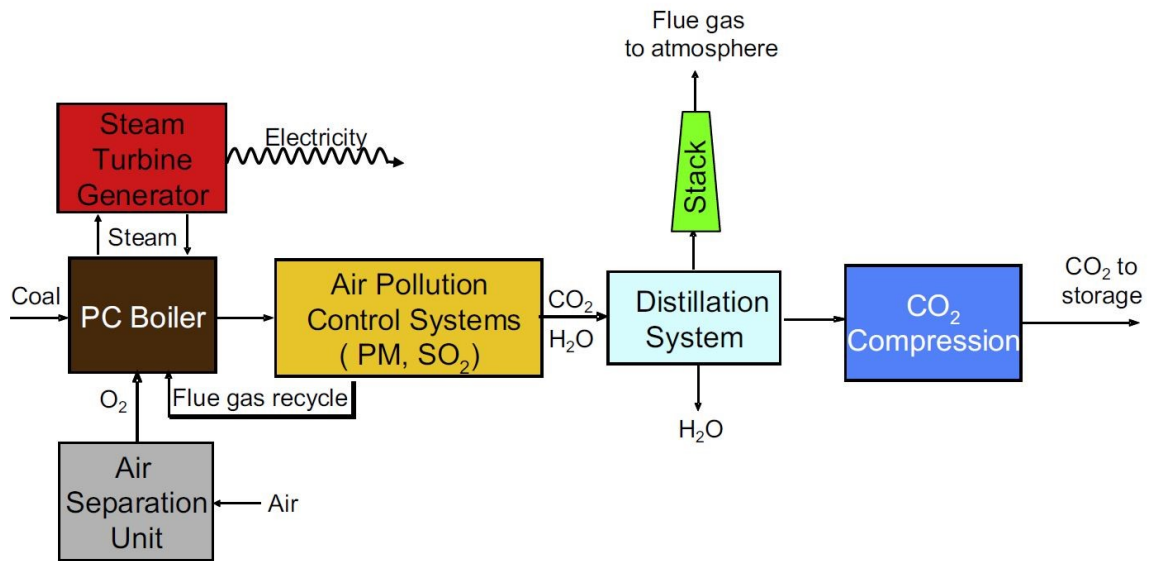 Flue gas
to atmosphere
Steam
Turbine
Generator
Electricity
Stack
Steam
Coal
PC Boiler
Air Pollution
Control Systems
( PM, SO₂)
CO₂
H₂O
Distillation
System
CO₂
Compression
CO₂ to
storage
O₂
Flue gas recycle
H₂O
Air
Separation
Unit
Air